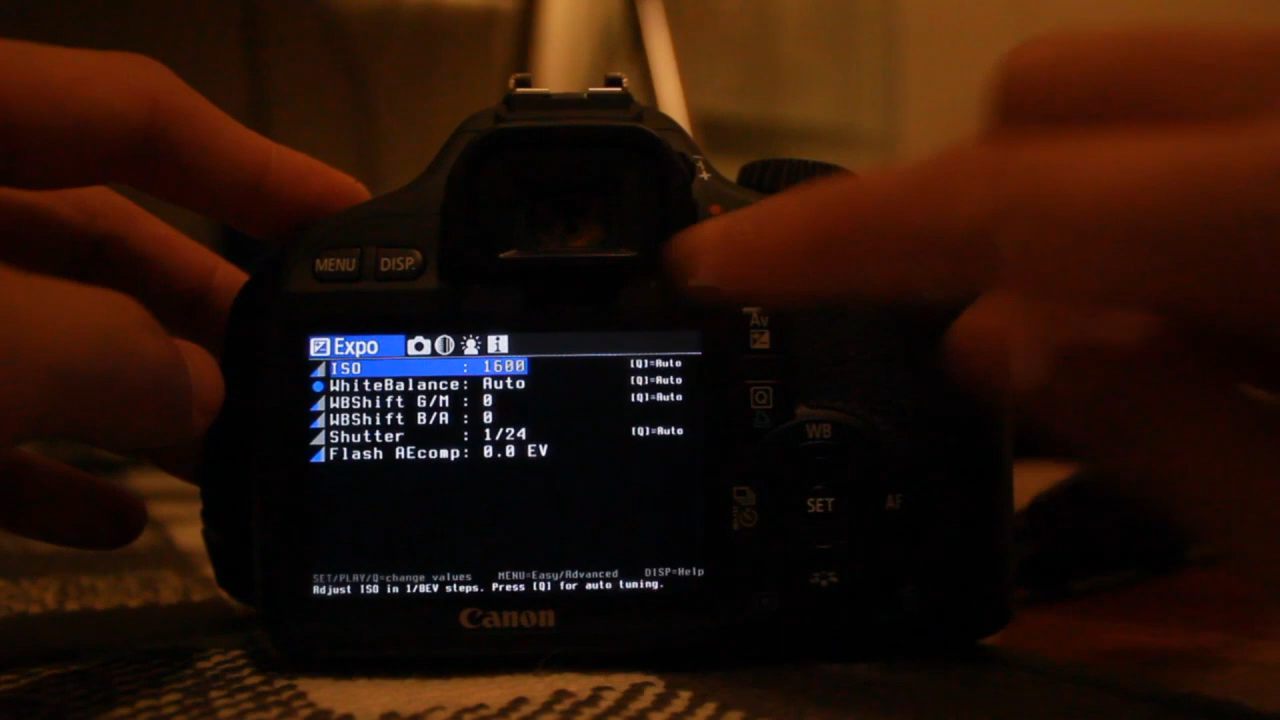 MENU DISP.
Expo
ISO : 1600 [Q]=Auto
WhiteBalance: Auto [Q]=Auto
WBShift G/M : 0 [Q]=Auto
WBShift B/A : 0
Shutter : 1/24 [Q]=Auto
Flash AEcomp: 0.0 EV
SET/PLAY/Q=change values MENU=Easy/Advanced DISP=Help
Adjust ISO in 1/8EV steps. Press [Q] for auto tuning.
Canon
Av
Q
WB
SET
AF